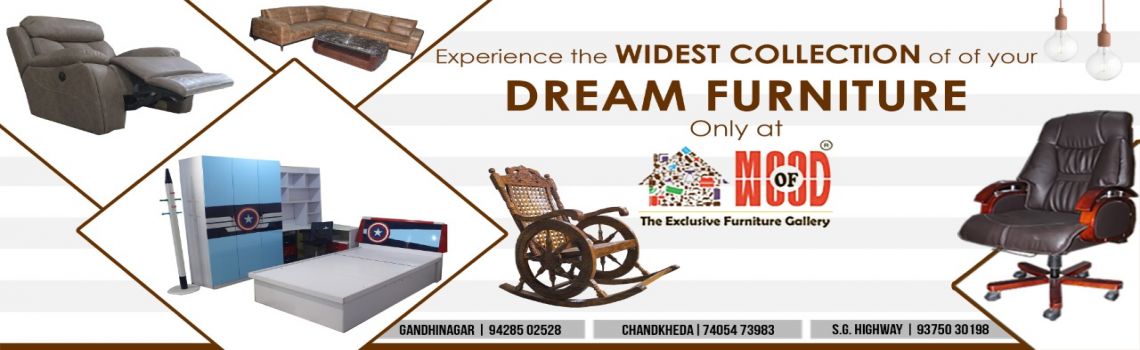 Experience the WIDEST COLLECTION of of your
DREAM FURNITURE
Only at
MOOD
OF
WOOD
®
The Exclusive Furniture Gallery
GANDHINAGAR | 94285 02528
CHANDKHEDA | 74054 73983
S.G. HIGHWAY | 93750 30198